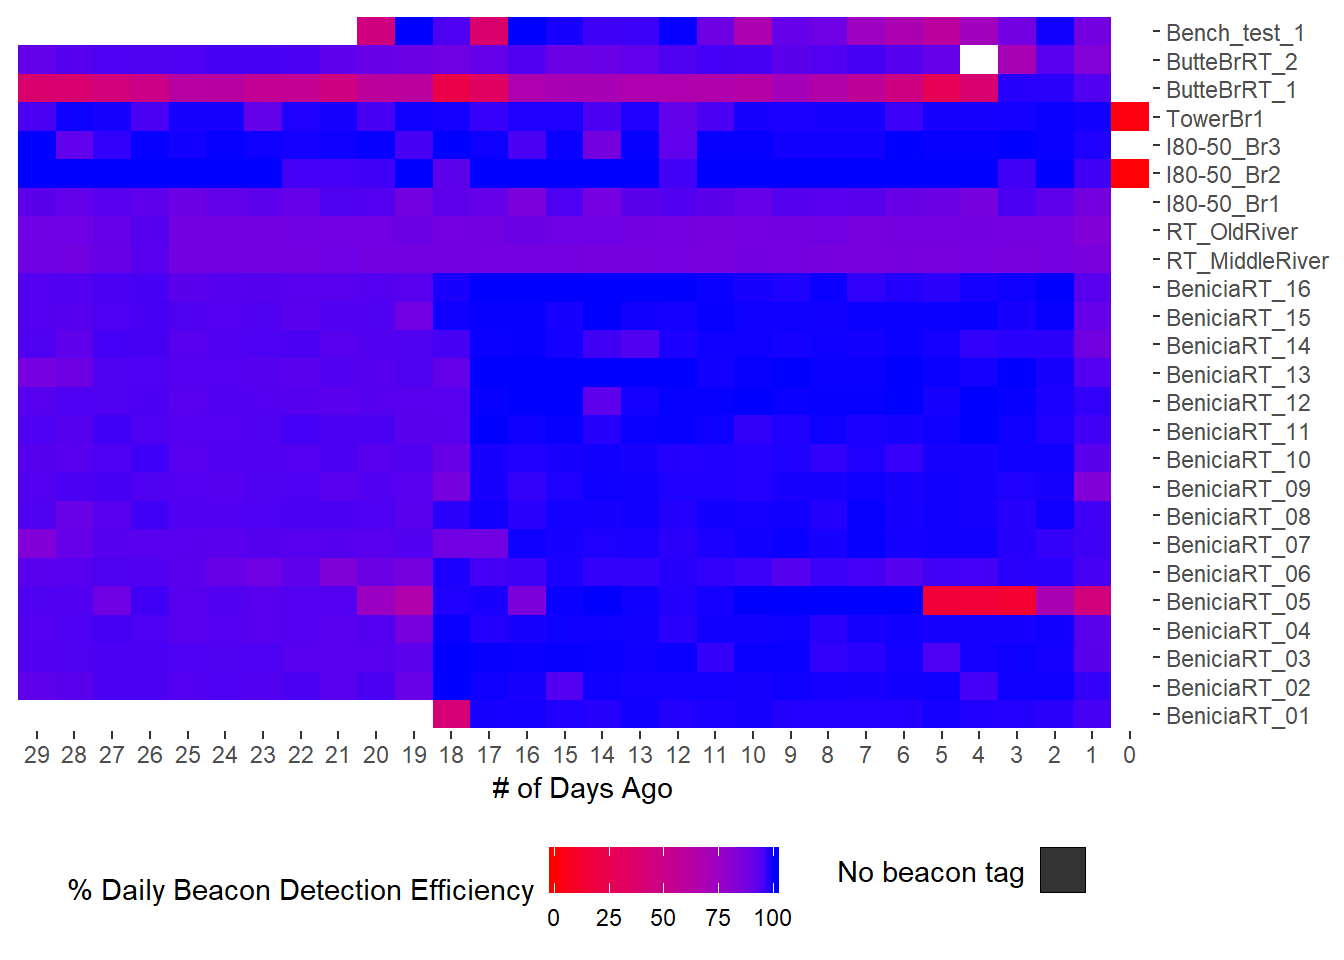 Bench_test_1
ButteBrRT_2
ButteBrRT_1
TowerBr1
I80-50_Br3
I80-50_Br2
I80-50_Br1
RT_OldRiver
RT_MiddleRiver
BeniciaRT_16
BeniciaRT_15
BeniciaRT_14
BeniciaRT_13
BeniciaRT_12
BeniciaRT_11
BeniciaRT_10
BeniciaRT_09
BeniciaRT_08
BeniciaRT_07
BeniciaRT_06
BeniciaRT_05
BeniciaRT_04
BeniciaRT_03
BeniciaRT_02
BeniciaRT_01
29 28 27 26 25 24 23 22 21 20 19 18 17 16 15 14 13 12 11 10 9 8 7 6 5 4 3 2 1 0
# of Days Ago
% Daily Beacon Detection Efficiency
0 25 50 75 100
No beacon tag